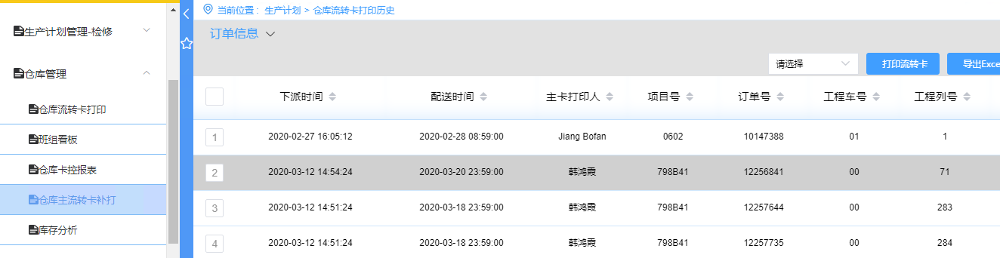 当前位置： 生产计划 > 仓库流转卡打印历史
生产计划管理-检修
仓库管理
仓库流转卡打印
班组看板
仓库卡控报表
仓库主流转卡补打
库存分析
订单信息
请选择 打印流转卡 导出Exce
下派时间 配送时间 主卡打印人 项目号 订单号 工程车号 工程列号
1 2020-02-27 16:05:12 2020-02-28 08:59:00 Jiang Bofan 0602 10147388 01 1
2 2020-03-12 14:54:24 2020-03-20 23:59:00 韩鸿霞 798B41 12256841 00 71
3 2020-03-12 14:51:24 2020-03-18 23:59:00 韩鸿霞 798B41 12257644 00 283
4 2020-03-12 14:51:24 2020-03-18 23:59:00 韩鸿霞 798B41 12257735 00 284